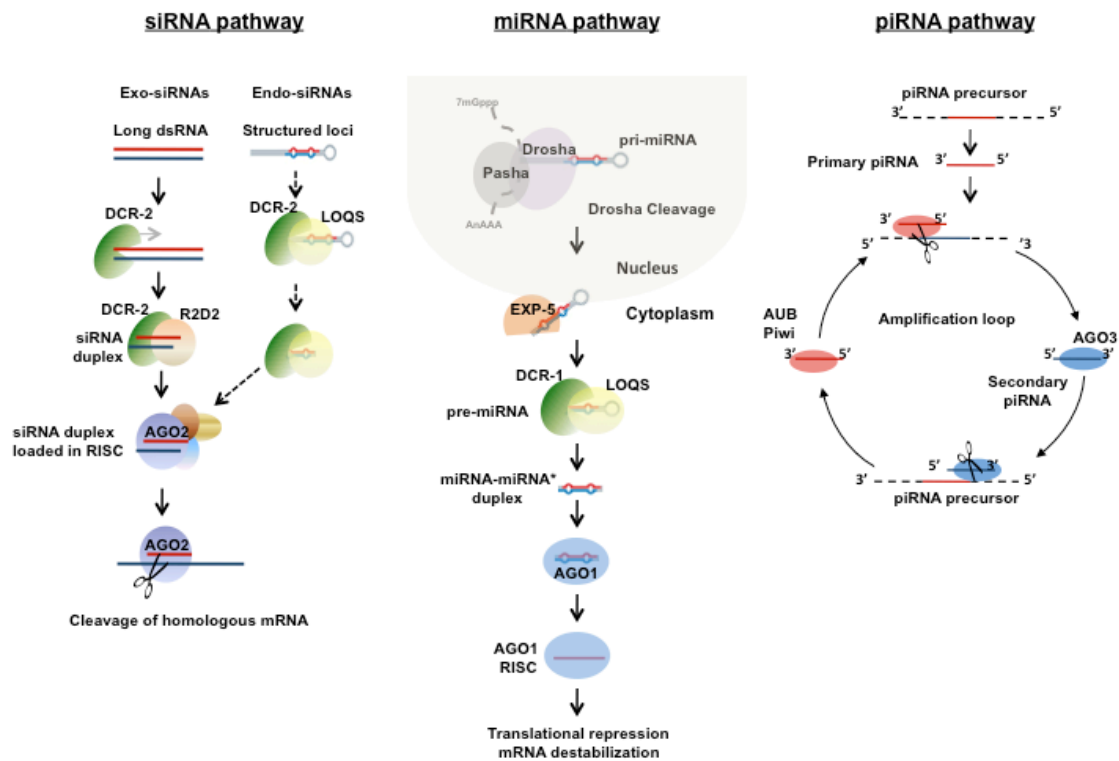 siRNA pathway
Exo-siRNAs
Endo-siRNAs
Long dsRNA
Structured loci
DCR-2
DCR-2
LOQS
DCR-2
R2D2
siRNA
duplex
siRNA duplex
loaded in RISC
AGO2
AGO2
Cleavage of homologous mRNA
miRNA pathway
7mGppp
Drosha
pri-miRNA
Pasha
AnAAA
Drosha Cleavage
Nucleus
EXP-5
Cytoplasm
DCR-1
LOQS
pre-miRNA
miRNA-miRNA*
duplex
AGO1
AGO1
RISC
Translational repression
mRNA destabilization
piRNA pathway
piRNA precursor
3’ 5’
Primary piRNA
3’ 5’
3’ 5’
5’ ’3
AUB
Piwi
Amplification loop
AGO3
3’ 5’
5’ 3’
Secondary
piRNA
5’ 3’
3’ 5’
piRNA precursor